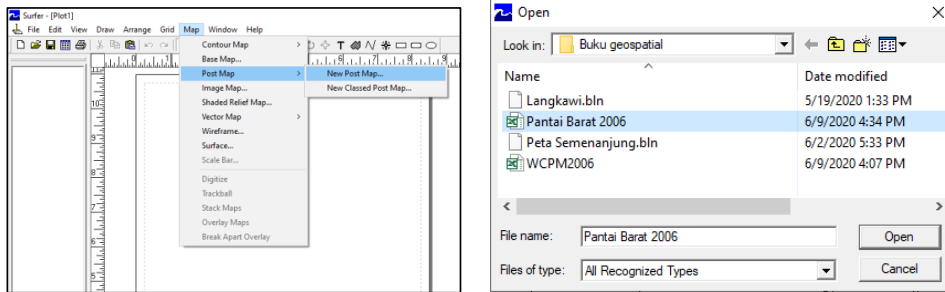 Surfer - [Plot1]
File Edit View Draw Arrange Grid Map Window Help
Contour Map
Base Map...
Post Map
New Post Map...
New Classed Post Map...
Image Map...
Shaded Relief Map...
Vector Map
Wireframe...
Surface...
Scale Bar...
Digitize
Trackball
Stack Maps
Overlay Maps
Break Apart Overlay
Open
Look in: Buku geospatial
Name Date modified
Langkawi.bln 5/19/2020 1:33 PM
Pantai Barat 2006 6/9/2020 4:34 PM
Peta Semenanjung.bln 6/2/2020 5:33 PM
WCPM2006 6/9/2020 4:07 PM
File name: Pantai Barat 2006 Open
Files of type: All Recognized Types Cancel